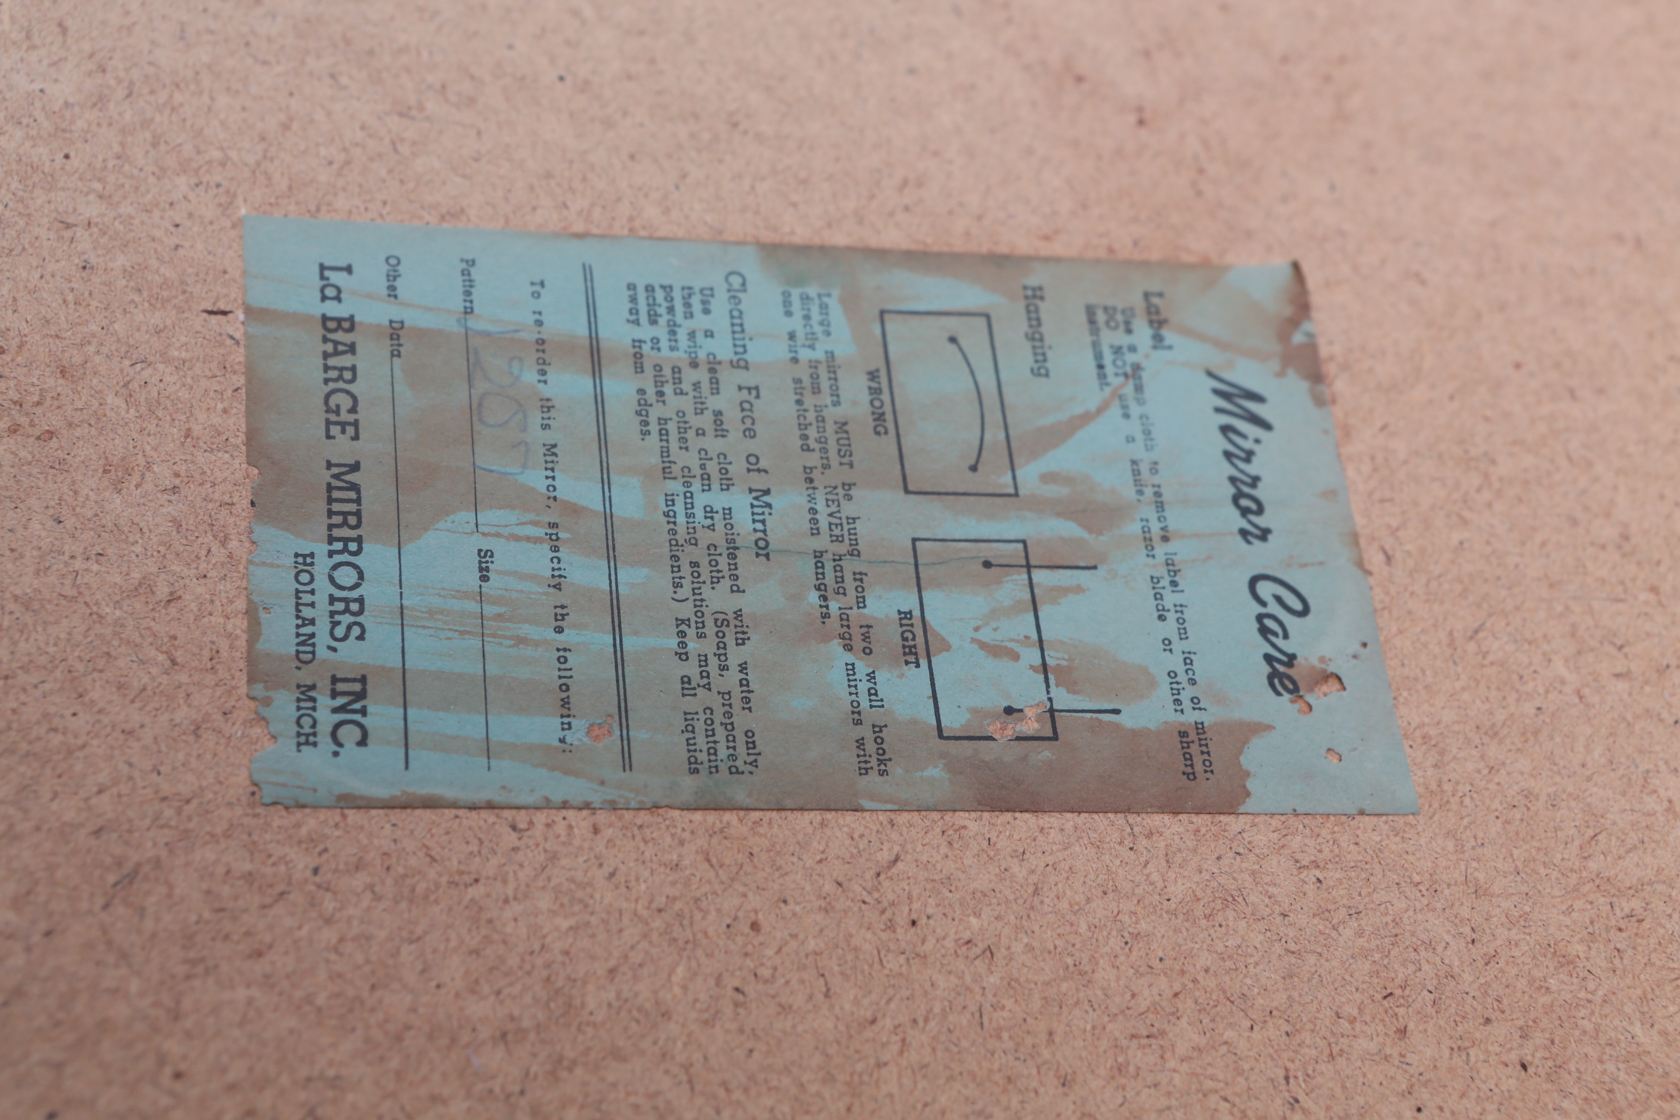 Mirror Care
Label
Use a damp cloth to remove label from face of mirror.
DO NOT use a knife, razor blade or other sharp
instrument.
Hanging
WRONG
RIGHT
Large mirrors MUST be hung from two wall hooks
directly from hangers. NEVER hang large mirrors with
one wire stretched between hangers.
Cleaning Face of Mirror
Use a clean soft cloth moistened with water only,
then wipe with a clean dry cloth. (Soaps, prepared
powders and other cleansing solutions may contain
acids or other harmful ingredients.) Keep all liquids
away from edges.
To re-order this Mirror, specify the following:
Pattern Size
Other Data
La BARGE MIRRORS, INC.
HOLLAND, MICH.